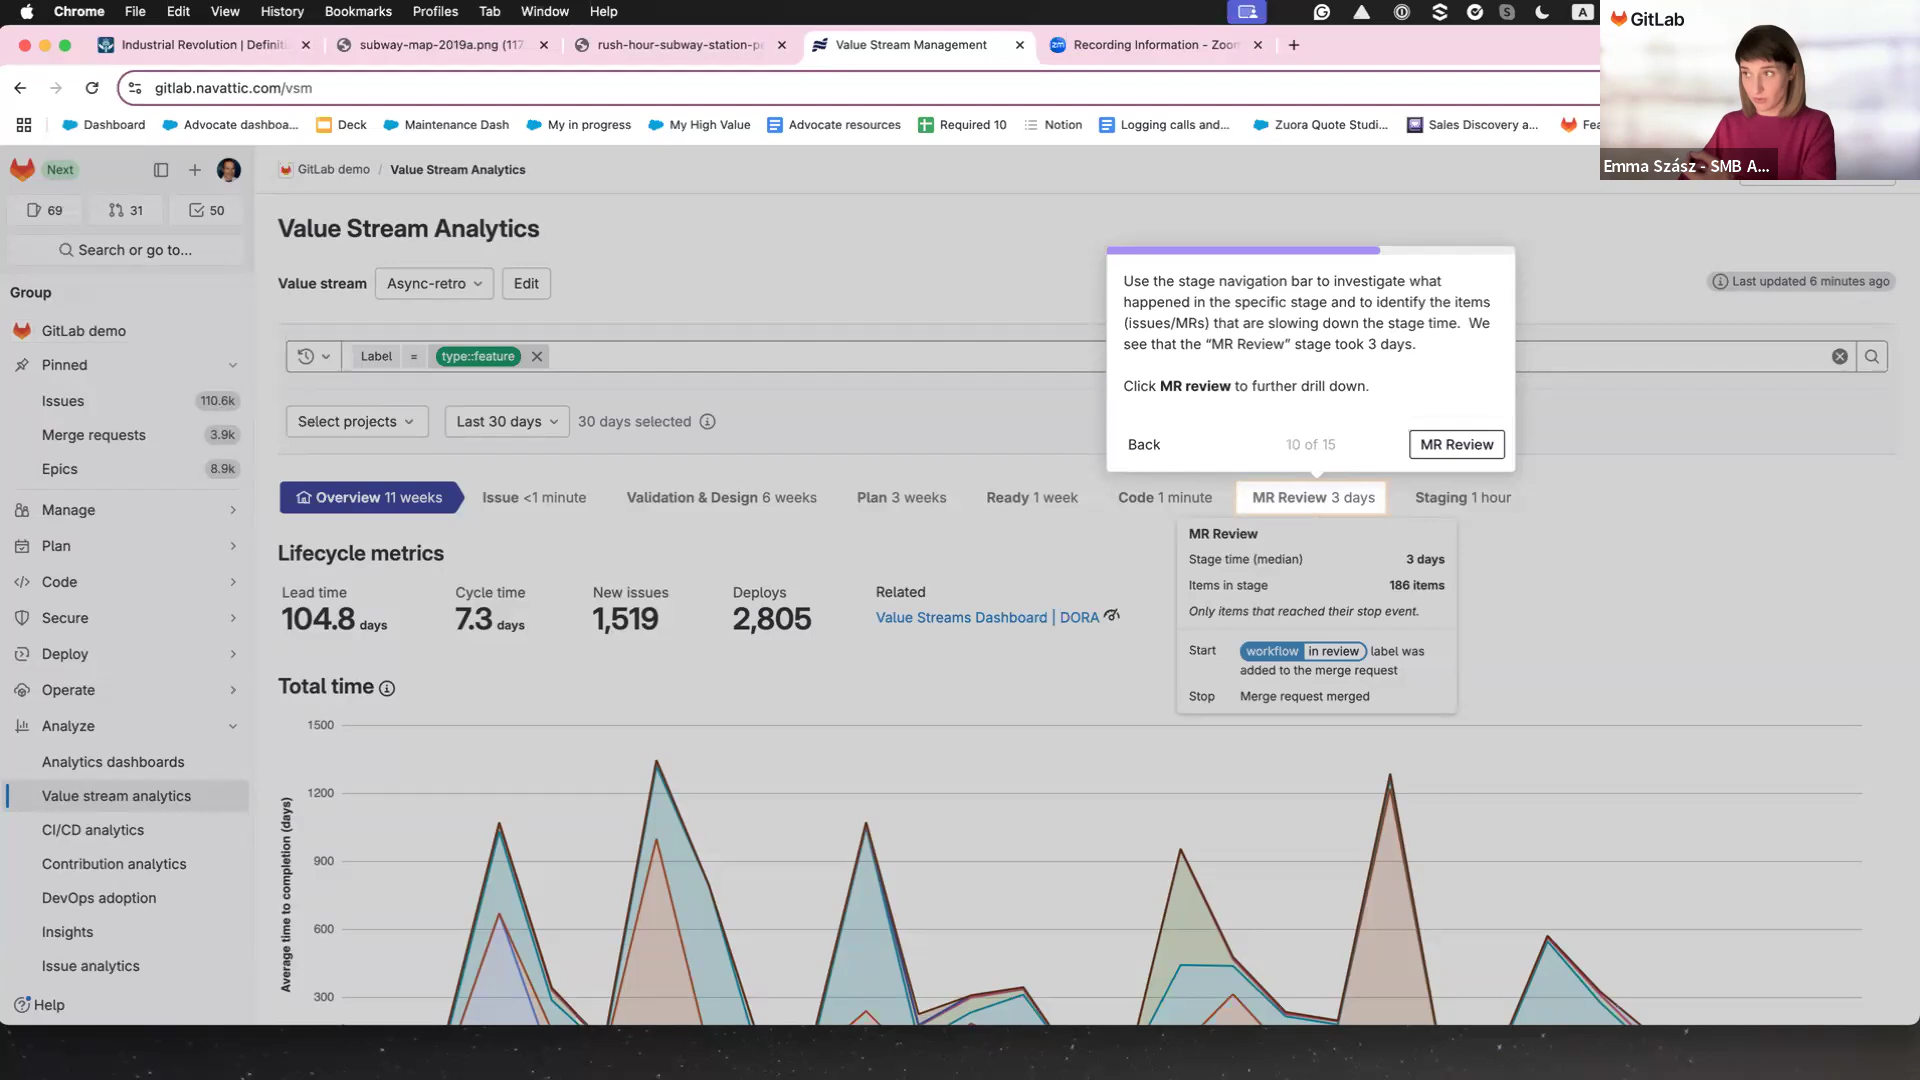 Chrome File Edit View History Bookmarks Profiles Tab Window Help
A
Industrial Revolution | Definiti
subway-map-2019a.png (117
rush-hour-subway-station-pe
Value Stream Management
Recording Information - Zoom
gitlab.navattic.com/vsm
Dashboard
Advocate dashboa...
Deck
Maintenance Dash
My in progress
My High Value
Advocate resources
Required 10
Notion
Logging calls and...
Zuora Quote Studi...
Sales Discovery a...
Fea
GitLab
Emma Szász - SMB A...
Next
69
31
50
Search or go to...
Group
GitLab demo
Pinned
Issues 110.6k
Merge requests 3.9k
Epics 8.9k
Manage
Plan
Code
Secure
Deploy
Operate
Analyze
Analytics dashboards
Value stream analytics
CI/CD analytics
Contribution analytics
DevOps adoption
Insights
Issue analytics
Help
GitLab demo / Value Stream Analytics
Value Stream Analytics
Value stream Async-retro Edit
Last updated 6 minutes ago
Label = type::feature
Select projects Last 30 days 30 days selected
Use the stage navigation bar to investigate what
happened in the specific stage and to identify the items
(issues/MRs) that are slowing down the stage time. We
see that the “MR Review” stage took 3 days.
Click MR review to further drill down.
Back 10 of 15 MR Review
Overview 11 weeks Issue <1 minute Validation & Design 6 weeks Plan 3 weeks Ready 1 week Code 1 minute MR Review 3 days Staging 1 hour
MR Review
Stage time (median) 3 days
Items in stage 186 items
Only items that reached their stop event.
Start workflow in review label was
added to the merge request
Stop Merge request merged
Lifecycle metrics
Lead time
104.8 days
Cycle time
7.3 days
New issues
1,519
Deploys
2,805
Related
Value Streams Dashboard | DORA
Total time
Average time to completion (days)
1500
1200
900
600
300